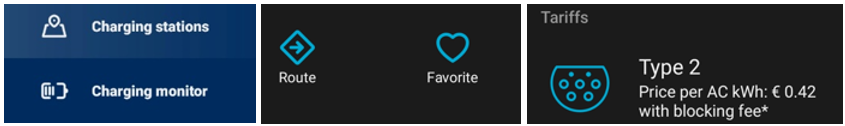 Charging stations
Charging monitor
Route
Favorite
Tariffs
Type 2
Price per AC kWh: € 0.42
with blocking fee*